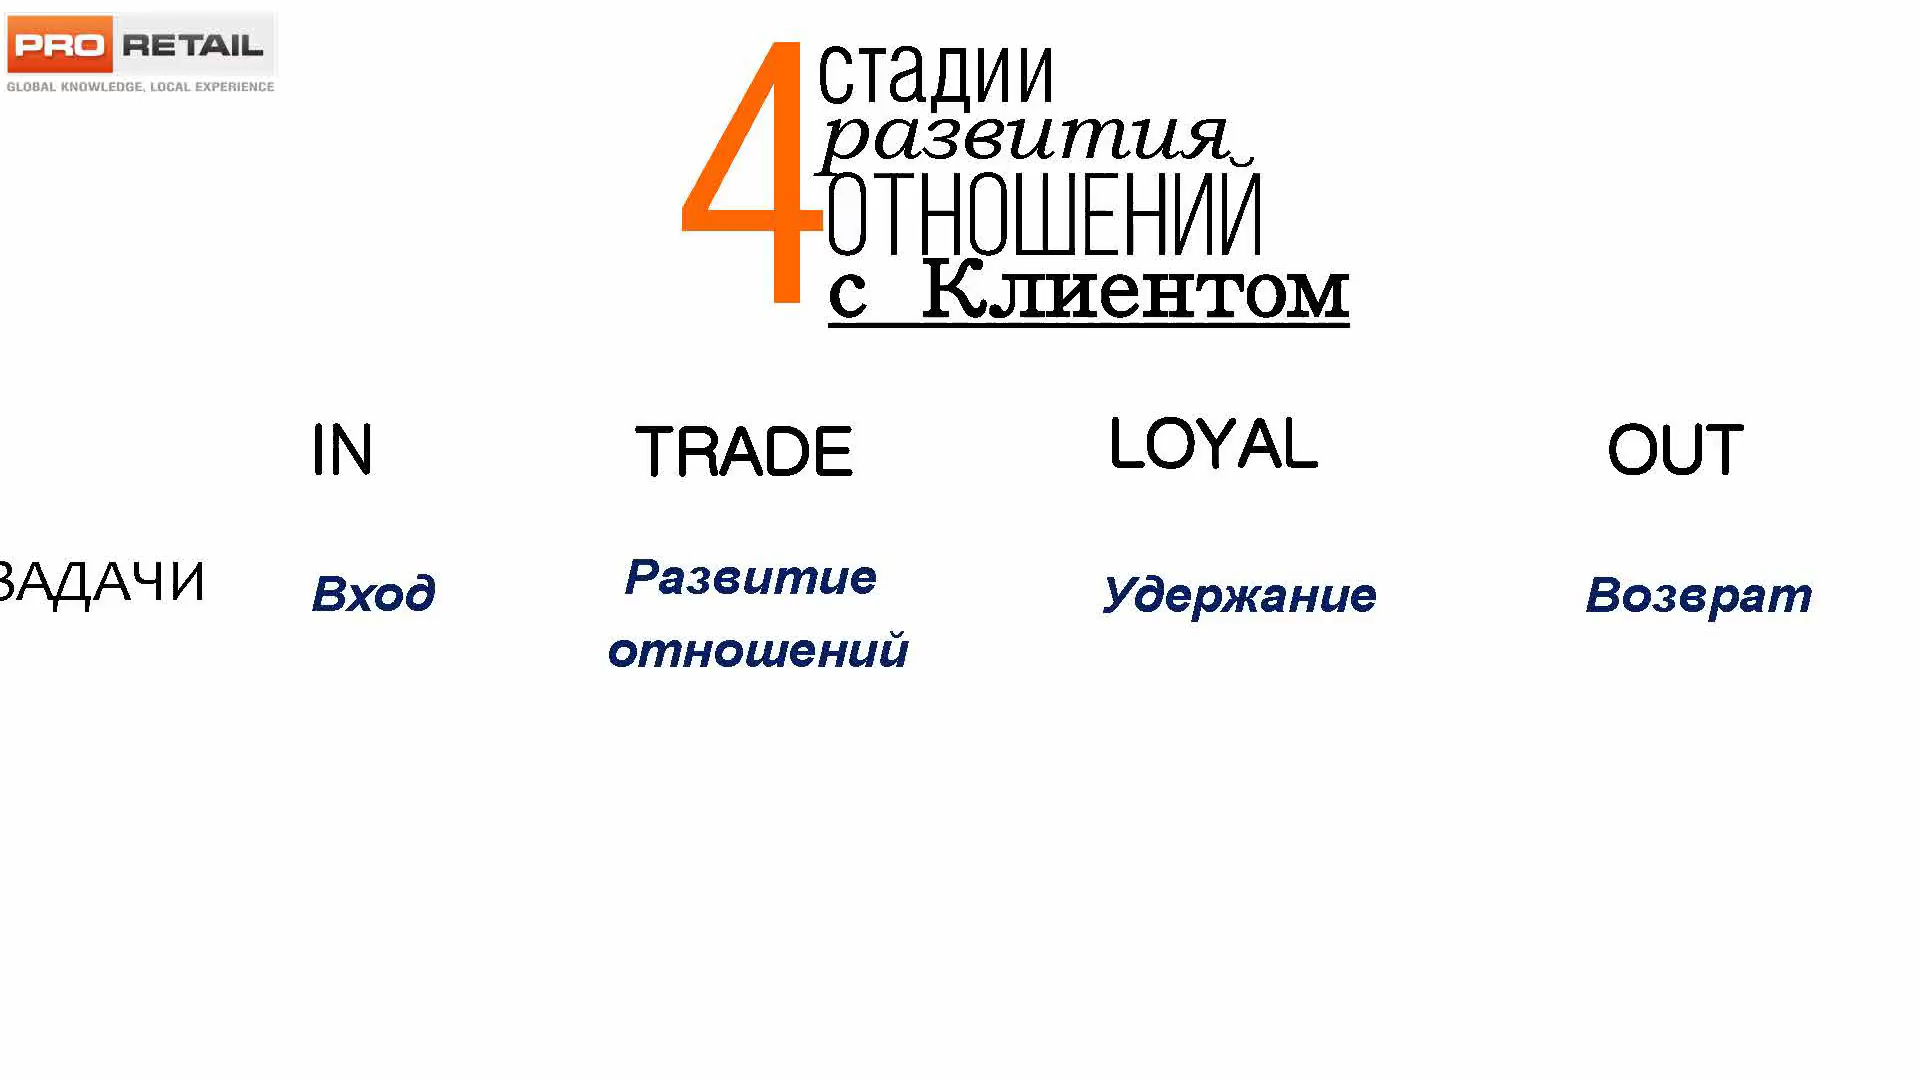 PRO RETAIL
GLOBAL KNOWLEDGE, LOCAL EXPERIENCE
4 стадии
развития
ОТНОШЕНИЙ
с Клиентом
IN TRADE LOYAL OUT
ЗАДАЧИ Вход Развитие отношений Удержание Возврат